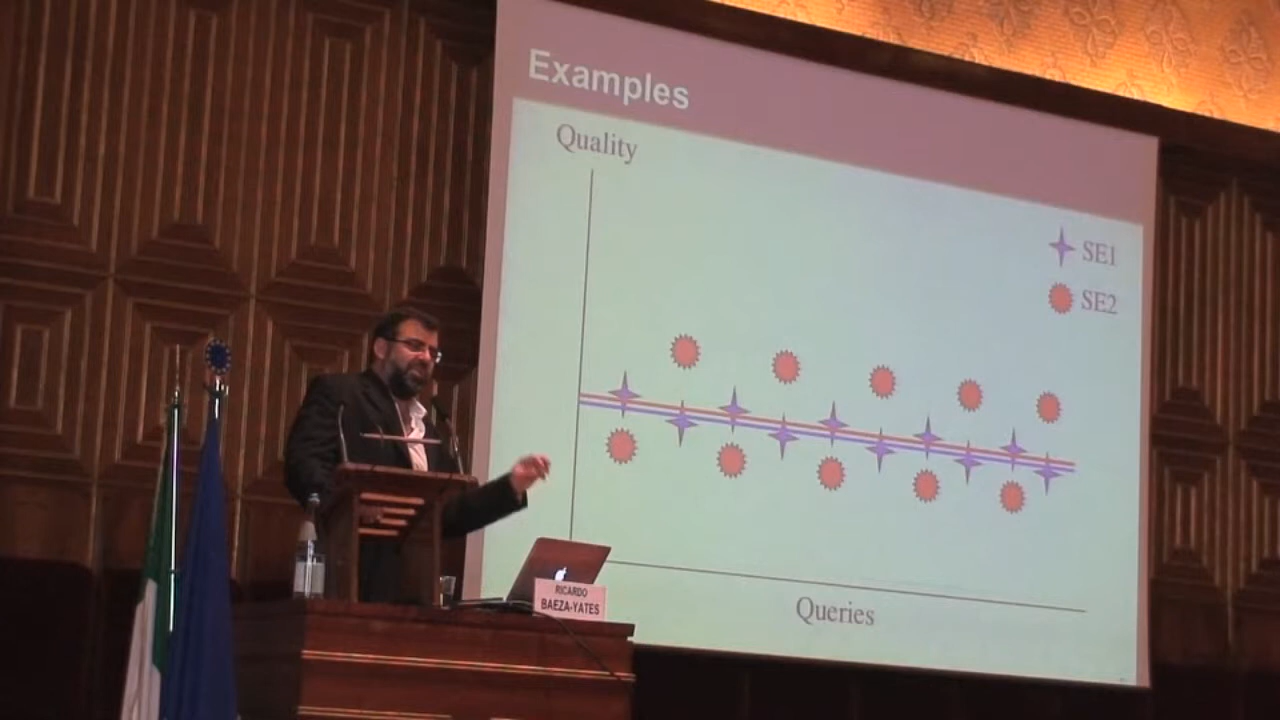 Examples
Quality
SE1
SE2
Queries
RICARDO
BAEZA-YATES